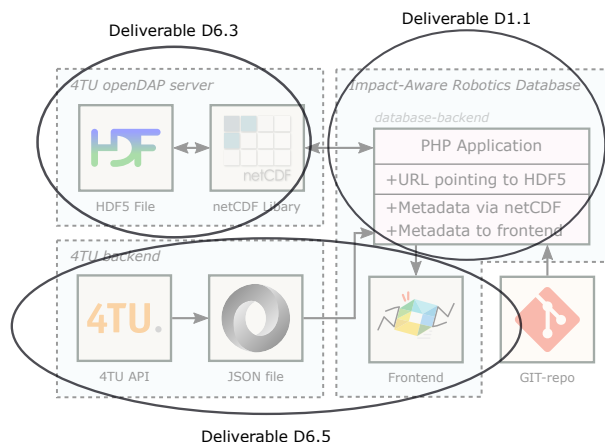 Deliverable D6.3
Deliverable D1.1
4TU openDAP server
Impact-Aware Robotics Database
database-backend
HDF
netCDF
PHP Application
+URL pointing to HDF5
+Metadata via netCDF
+Metadata to frontend
HDF5 File
netCDF Libary
4TU backend
4TU.
4TU API
JSON file
Frontend
GIT-repo
Deliverable D6.5